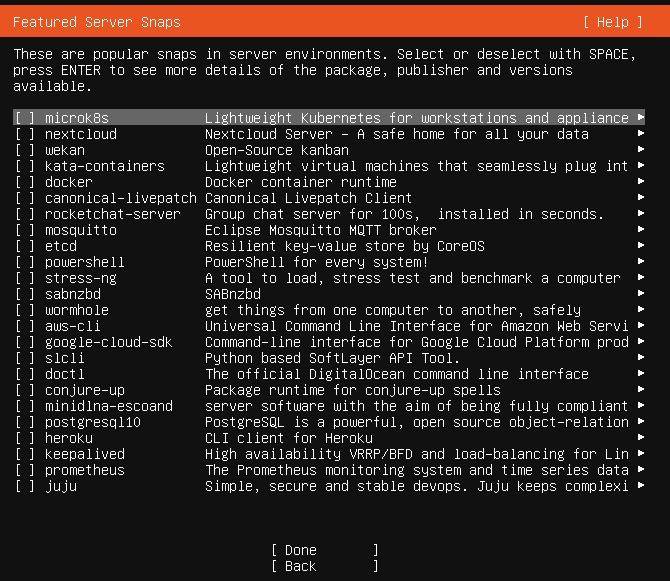 Featured Server Snaps [ Help ]
These are popular snaps in server environments. Select or deselect with SPACE,
press ENTER to see more details of the package, publisher and versions
available.
[ ] microk8s Lightweight Kubernetes for workstations and appliance ▸
[ ] nextcloud Nextcloud Server - A safe home for all your data ▸
[ ] wekan Open-Source kanban ▸
[ ] kata-containers Lightweight virtual machines that seamlessly plug int ▸
[ ] docker Docker container runtime ▸
[ ] canonical-livepatch Canonical Livepatch Client ▸
[ ] rocketchat-server Group chat server for 100s,  installed in seconds. ▸
[ ] mosquitto Eclipse Mosquitto MQTT broker ▸
[ ] etcd Resilient key-value store by CoreOS ▸
[ ] powershell PowerShell for every system! ▸
[ ] stress-ng A tool to load, stress test and benchmark a computer ▸
[ ] sabnzbd SABnzbd ▸
[ ] wormhole get things from one computer to another, safely ▸
[ ] aws-cli Universal Command Line Interface for Amazon Web Servi ▸
[ ] google-cloud-sdk Command-line interface for Google Cloud Platform prod ▸
[ ] slcli Python based SoftLayer API Tool. ▸
[ ] doctl The official DigitalOcean command line interface ▸
[ ] conjure-up Package runtime for conjure-up spells ▸
[ ] minidlna-escoand server software with the aim of being fully compliant ▸
[ ] postgresql10 PostgreSQL is a powerful, open source object-relation ▸
[ ] heroku CLI client for Heroku ▸
[ ] keepalived High availability VRRP/BFD and load-balancing for Lin ▸
[ ] prometheus The Prometheus monitoring system and time series data ▸
[ ] juju Simple, secure and stable devops. Juju keeps complexi ▸
[ Done ]
[ Back ]